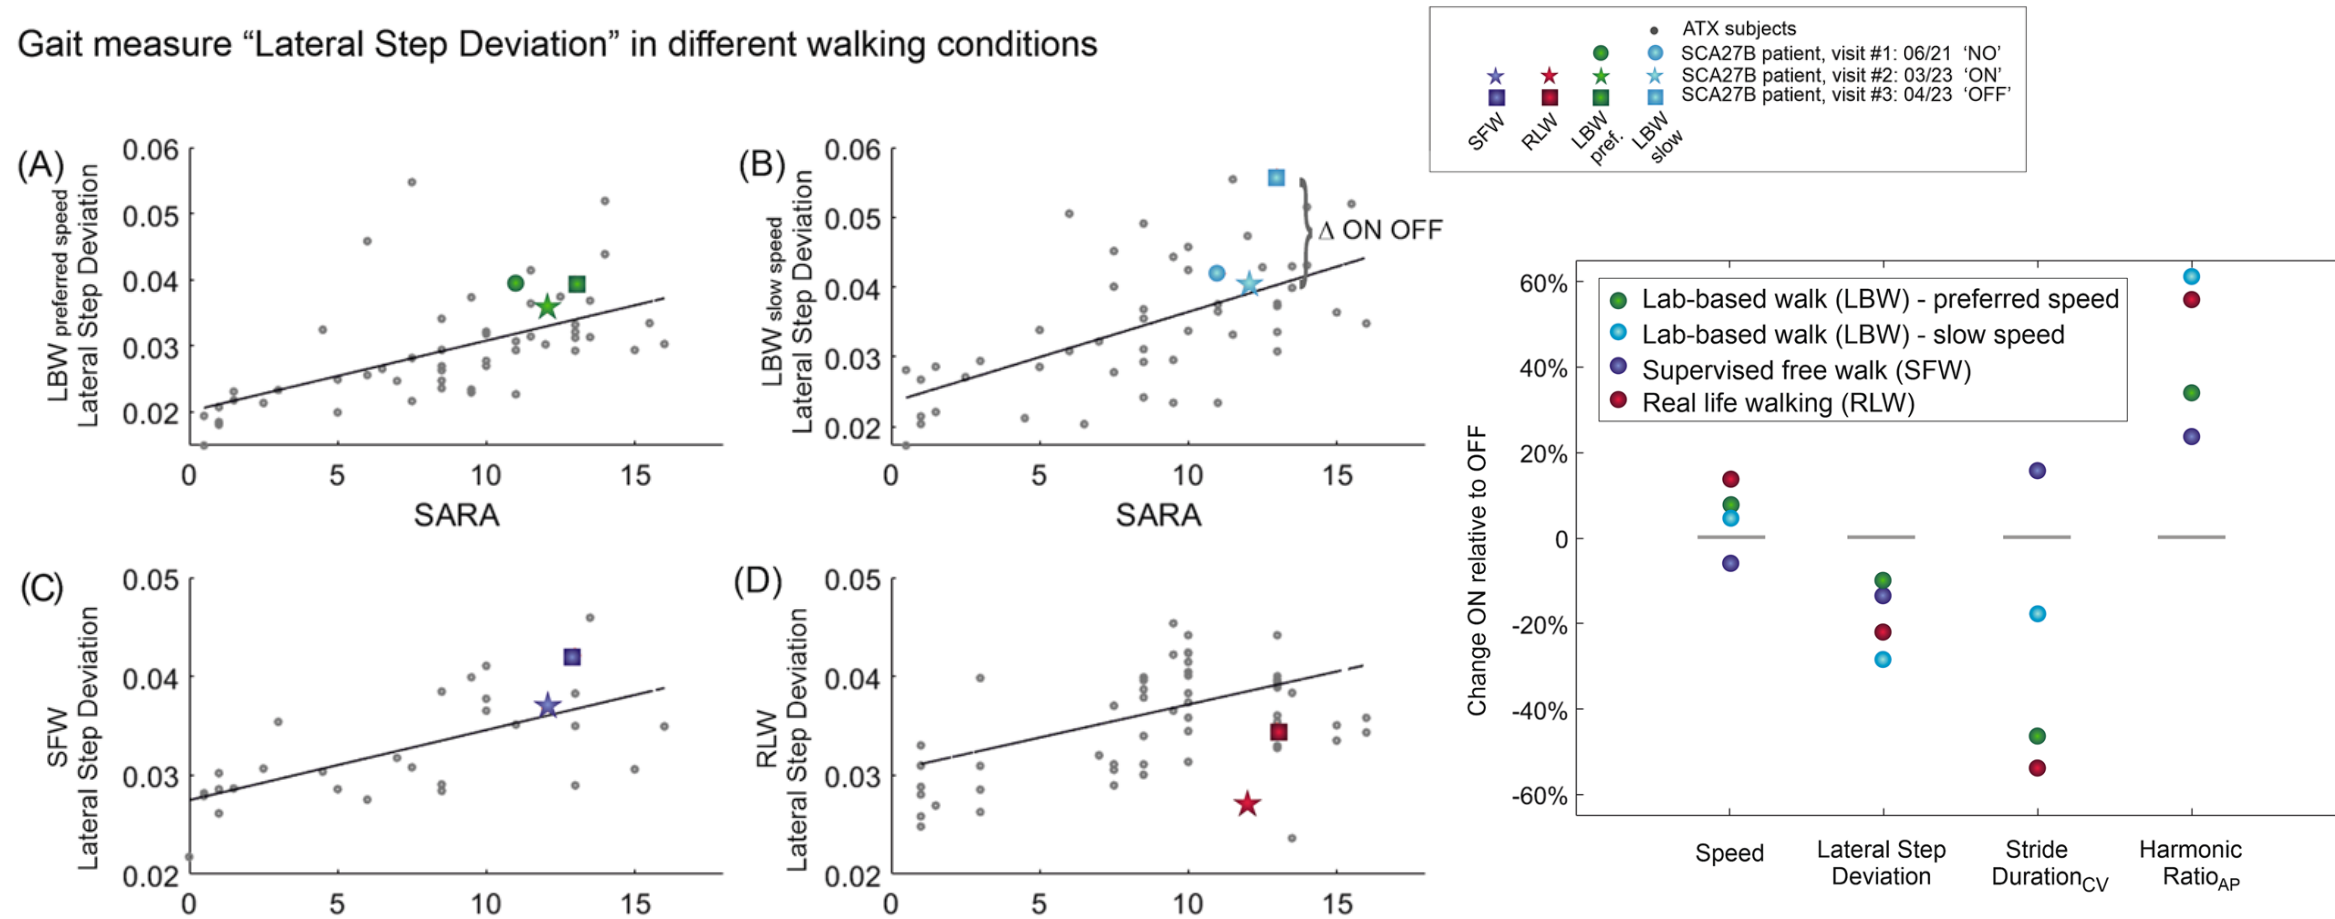 Gait measure “Lateral Step Deviation” in different walking conditions
ATX subjects
SCA27B patient, visit #1: 06/21 ‘NO’
SCA27B patient, visit #2: 03/23 ‘ON’
SCA27B patient, visit #3: 04/23 ‘OFF’
SFW
RLW
LBW
pref.
LBW
slow
(A)
LBW preferred speed
Lateral Step Deviation
0.06
0.05
0.04
0.03
0.02
0
5
10
15
SARA
(B)
LBW slow speed
Lateral Step Deviation
0.06
0.05
0.04
0.03
0.02
Δ ON OFF
0
5
10
15
SARA
(C)
SFW
Lateral Step Deviation
0.05
0.04
0.03
0.02
0
5
10
15
(D)
RLW
Lateral Step Deviation
0.05
0.04
0.03
0.02
0
5
10
15
Change ON relative to OFF
60%
40%
20%
0
-20%
-40%
-60%
Lab-based walk (LBW) - preferred speed
Lab-based walk (LBW) - slow speed
Supervised free walk (SFW)
Real life walking (RLW)
Speed
Lateral Step
Deviation
Stride
DurationCV
Harmonic
RatioAP